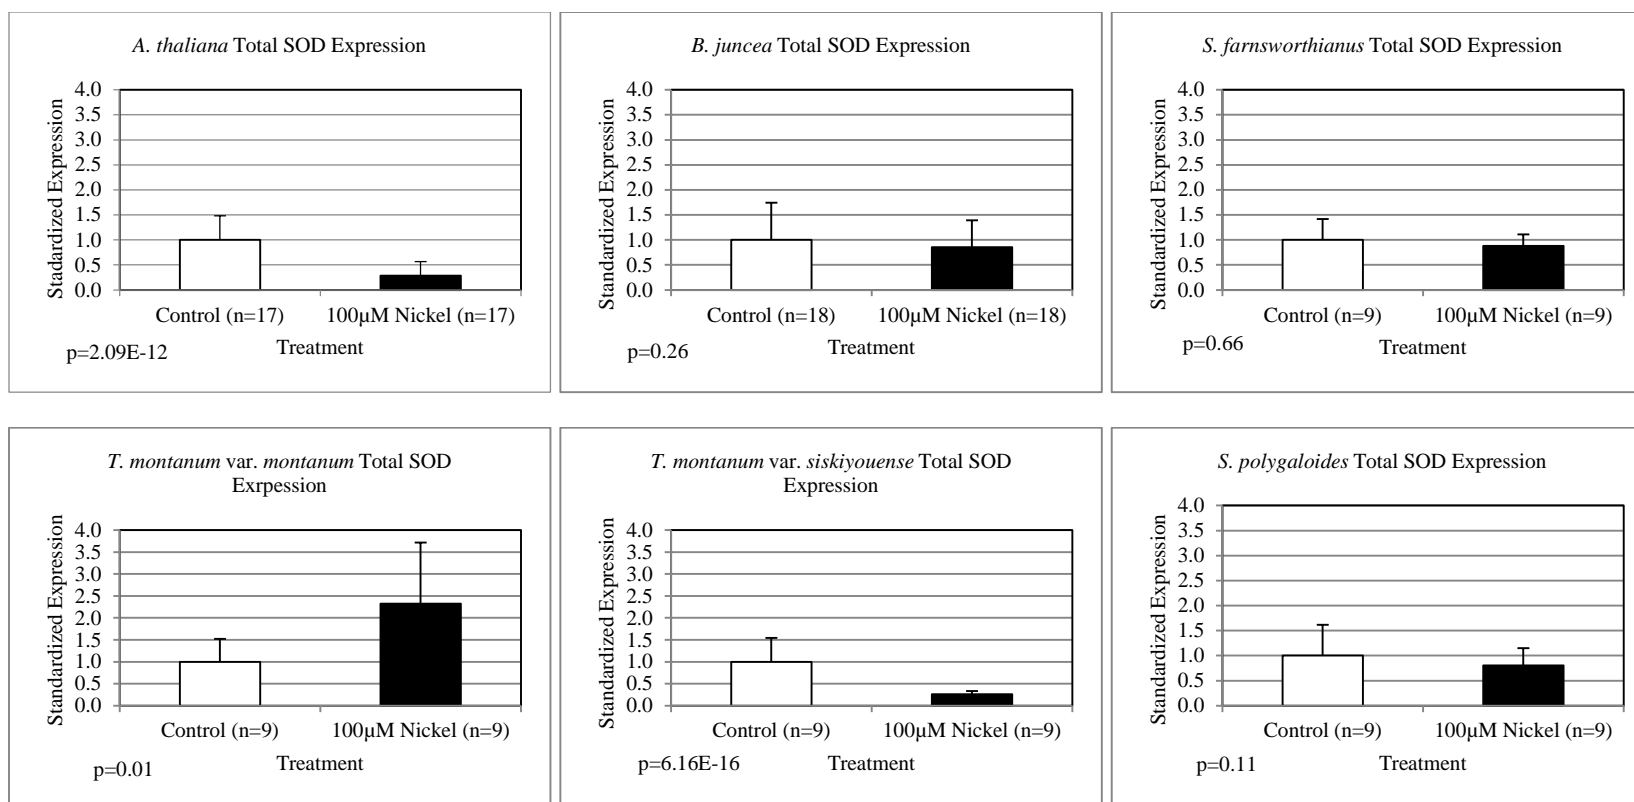 A. thaliana Total SOD Expression
Stadardized Expression
4.0
3.5
3.0
2.5
2.0
1.5
1.0
0.5
0.0
Control (n=17) 100µM Nickel (n=17)
Treatment
p=2.09E-12
B. juncea Total SOD Expression
Standardized Expression
4.0
3.5
3.0
2.5
2.0
1.5
1.0
0.5
0.0
Control (n=18) 100µM Nickel (n=18)
Treatment
p=0.26
S. farnsworthianus Total SOD Expression
Standardized Expression
4.0
3.5
3.0
2.5
2.0
1.5
1.0
0.5
0.0
Control (n=9) 100µM Nickel (n=9)
Treatment
p=0.66
T. montanum var. montanum Total SOD
Exrpession
Standardized Expression
4.0
3.5
3.0
2.5
2.0
1.5
1.0
0.5
0.0
Control (n=9) 100µM Nickel (n=9)
Treatment
p=0.01
T. montanum var. siskiyouense Total SOD
Expression
Standardized Expression
4.0
3.5
3.0
2.5
2.0
1.5
1.0
0.5
0.0
Control (n=9) 100µM Nickel (n=9)
Treatment
p=6.16E-16
S. polygaloides Total SOD Expression
Standardized Expression
4.0
3.5
3.0
2.5
2.0
1.5
1.0
0.5
0.0
Control (n=9) 100µM Nickel (n=9)
Treatment
p=0.11